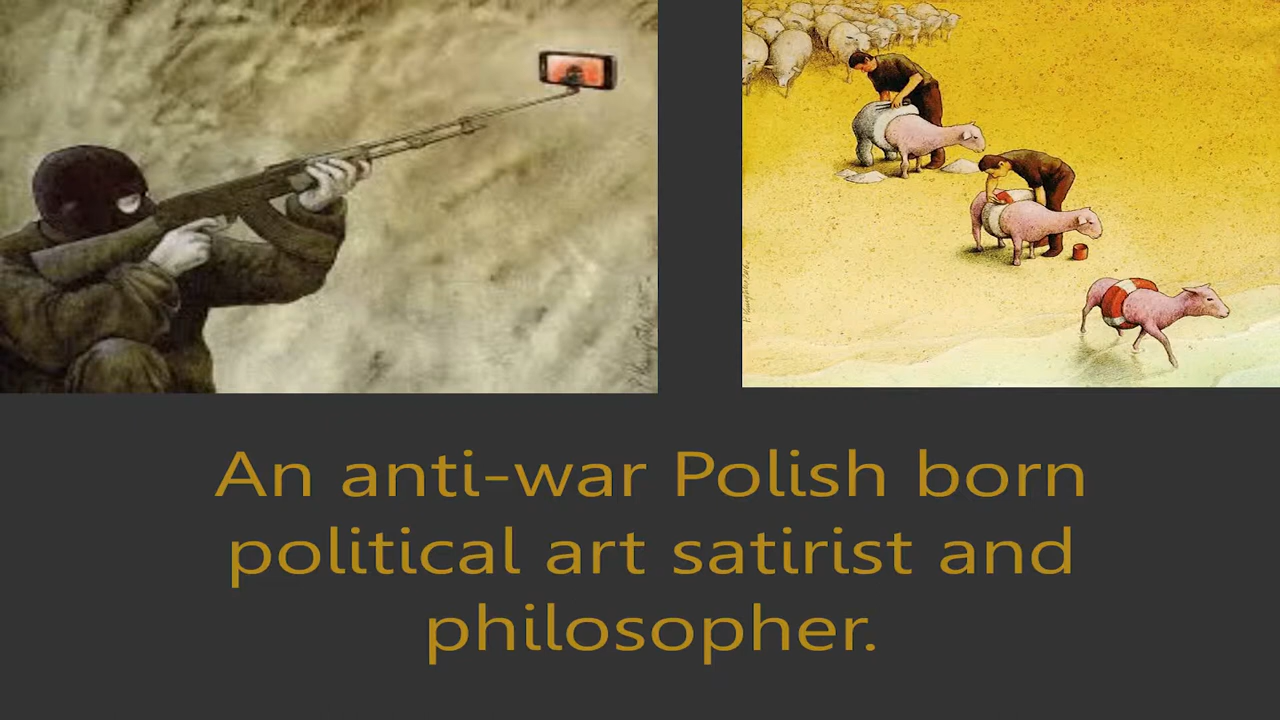 An anti-war Polish born
political art satirist and
philosopher.